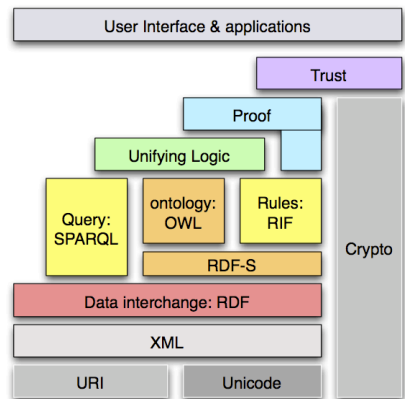 User Interface & applications
Trust
Proof
Unifying Logic
Query:
SPARQL
ontology:
OWL
Rules:
RIF
Crypto
RDF-S
Data interchange: RDF
XML
URI
Unicode